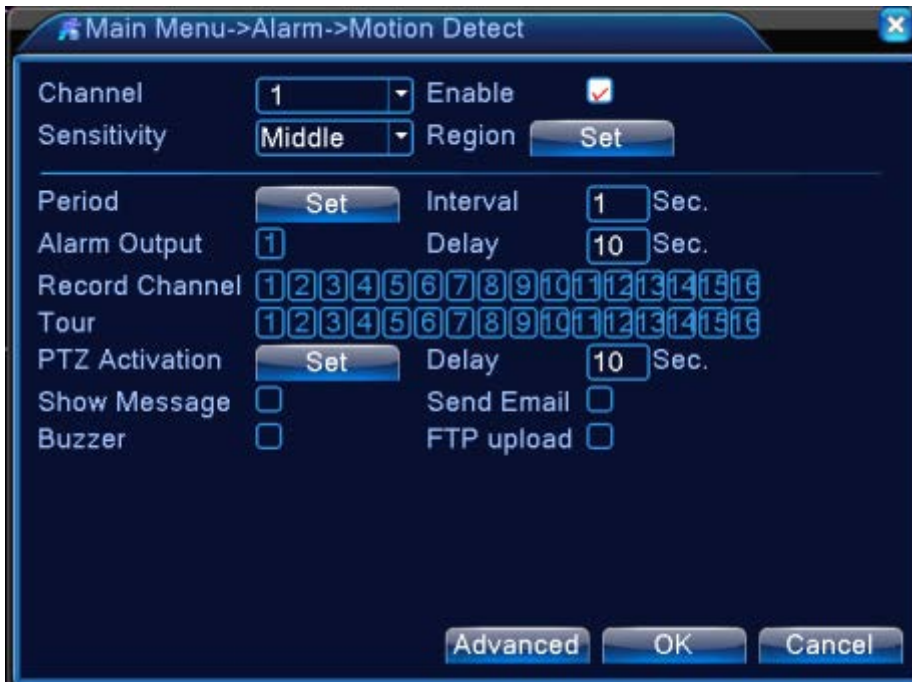 Main Menu->Alarm->Motion Detect
Channel 1 Enable
Sensitivity Middle Region Set
Period Set Interval 1 Sec.
Alarm Output 1 Delay 10 Sec.
Record Channel 1 2 3 4 5 6 7 8 9 10 11 12 13 14 15 16
Tour 1 2 3 4 5 6 7 8 9 10 11 12 13 14 15 16
PTZ Activation Set Delay 10 Sec.
Show Message Send Email
Buzzer FTP upload
Advanced OK Cancel